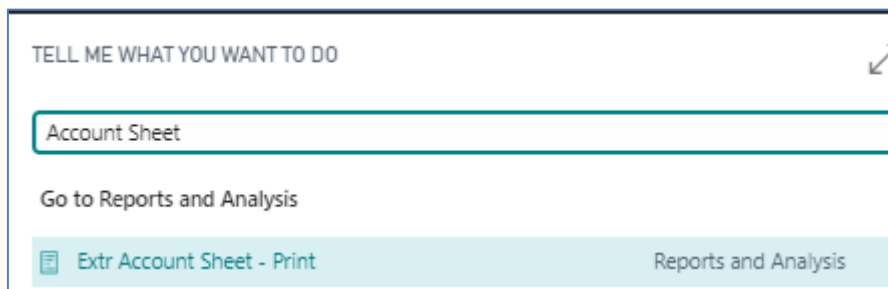 TELL ME WHAT YOU WANT TO DO
Account Sheet
Go to Reports and Analysis
Extr Account Sheet - Print Reports and Analysis